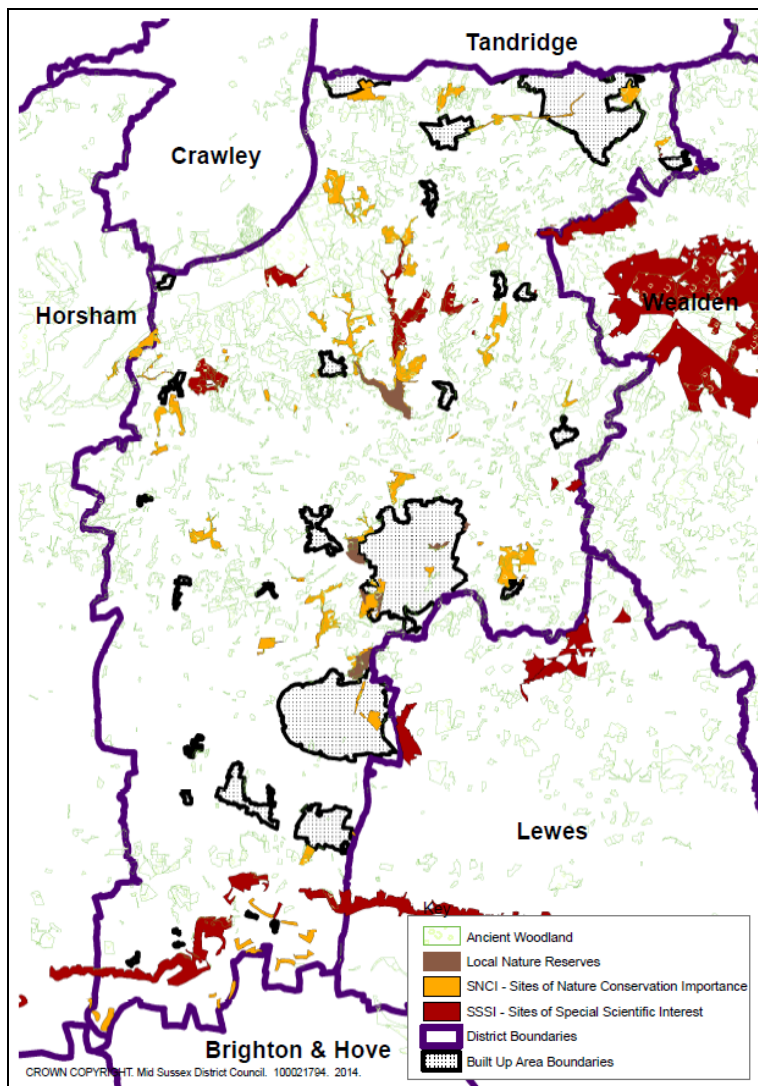 Tandridge
Crawley
Horsham
Wealden
Lewes
Key
Ancient Woodland
Local Nature Reserves
SNCI - Sites of Nature Conservation Importance
SSSI - Sites of Special Scientific Interest
District Boundaries
Built Up Area Boundaries
Brighton & Hove
CROWN COPYRIGHT. Mid Sussex District Council. 100021794. 2014.